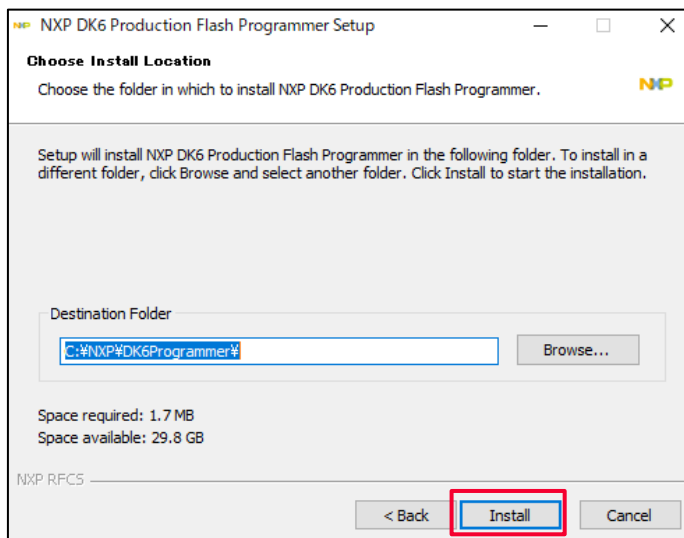 NXP DK6 Production Flash Programmer Setup
Choose Install Location
Choose the folder in which to install NXP DK6 Production Flash Programmer.
NXP
Setup will install NXP DK6 Production Flash Programmer in the following folder. To install in a
different folder, click Browse and select another folder. Click Install to start the installation.
Destination Folder
C:¥NXP¥DK6Programmer¥
Browse...
Space required: 1.7 MB
Space available: 29.8 GB
NXP RFCS
< Back
Install
Cancel